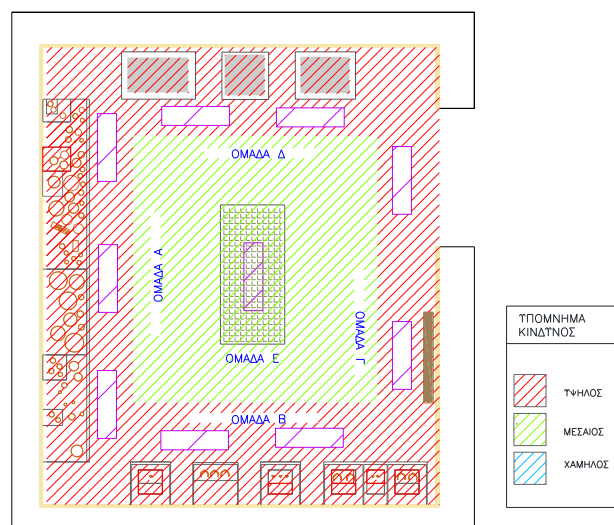 ΟΜΑΔΑ Δ
ΟΜΑΔΑ Α
ΟΜΑΔΑ Γ
ΟΜΑΔΑ Ε
ΟΜΑΔΑ Β
ΥΠΟΜΝΗΜΑ
ΚΙΝΔΥΝΟΣ
ΥΨΗΛΟΣ
ΜΕΣΑΙΟΣ
ΧΑΜΗΛΟΣ